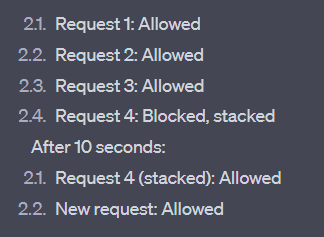 2.1. Request 1: Allowed
2.2. Request 2: Allowed
2.3. Request 3: Allowed
2.4. Request 4: Blocked, stacked
After 10 seconds:
2.1. Request 4 (stacked): Allowed
2.2. New request: Allowed